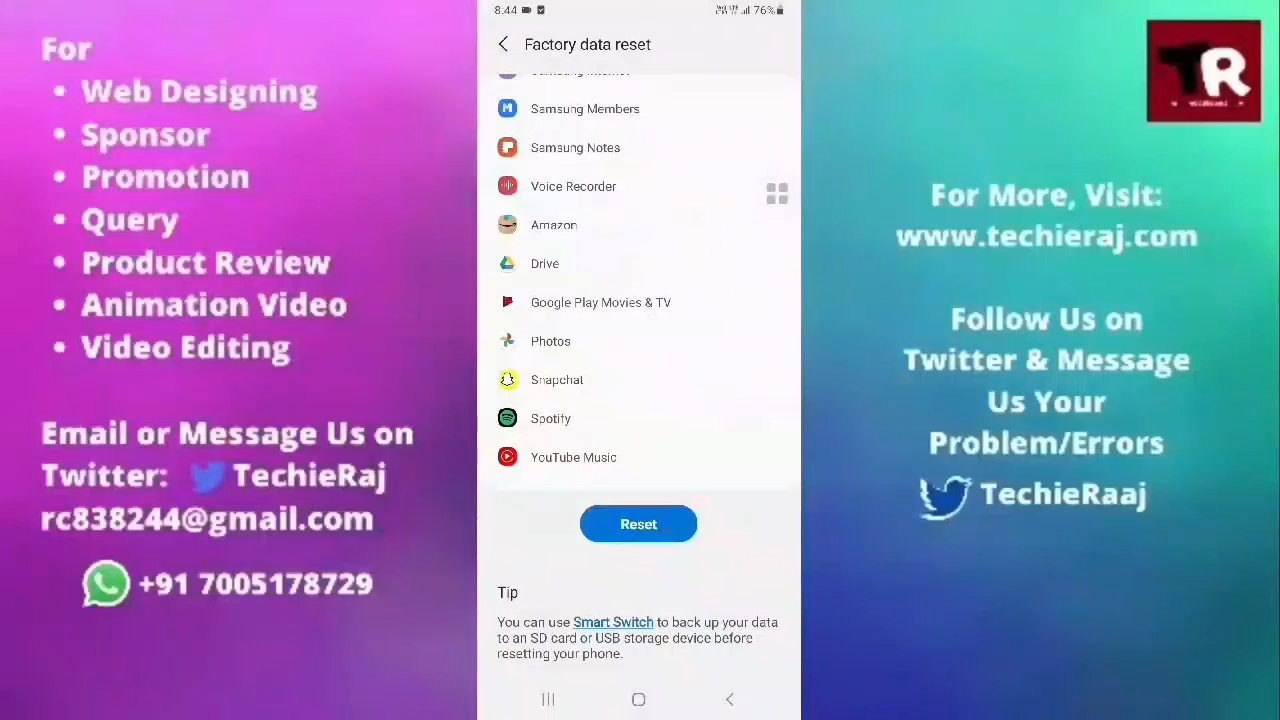 For
Web Designing
Sponsor
Promotion
Query
Product Review
Animation Video
Video Editing
Email or Message Us on
Twitter: TechieRaj
rc838244@gmail.com
+91 7005178729
8:44
76%
Factory data reset
Samsung Internet
Samsung Members
Samsung Notes
Voice Recorder
Amazon
Drive
Google Play Movies & TV
Photos
Snapchat
Spotify
YouTube Music
Reset
Tip
You can use Smart Switch to back up your data
to an SD card or USB storage device before
resetting your phone.
TR
For More, Visit:
www.techieraj.com
Follow Us on
Twitter & Message
Us Your
Problem/Errors
TechieRaaj